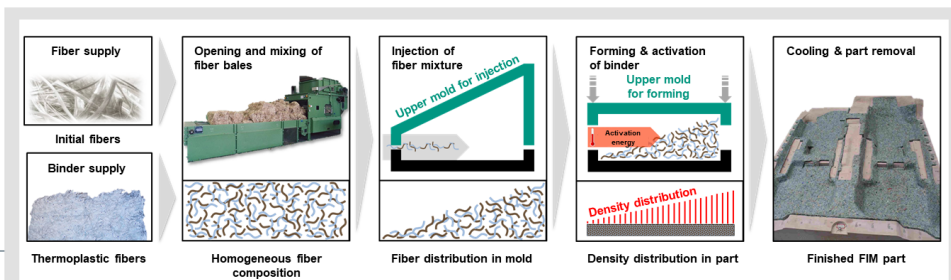 Fiber supply
Initial fibers
Binder supply
Thermoplastic fibers
Opening and mixing of
fiber bales
Homogeneous fiber
composition
Injection of
fiber mixture
Upper mold for injection
Fiber distribution in mold
Forming & activation
of binder
Upper mold
for forming
Activation
energy
Density distribution
Density distribution in part
Cooling & part removal
Finished FIM part